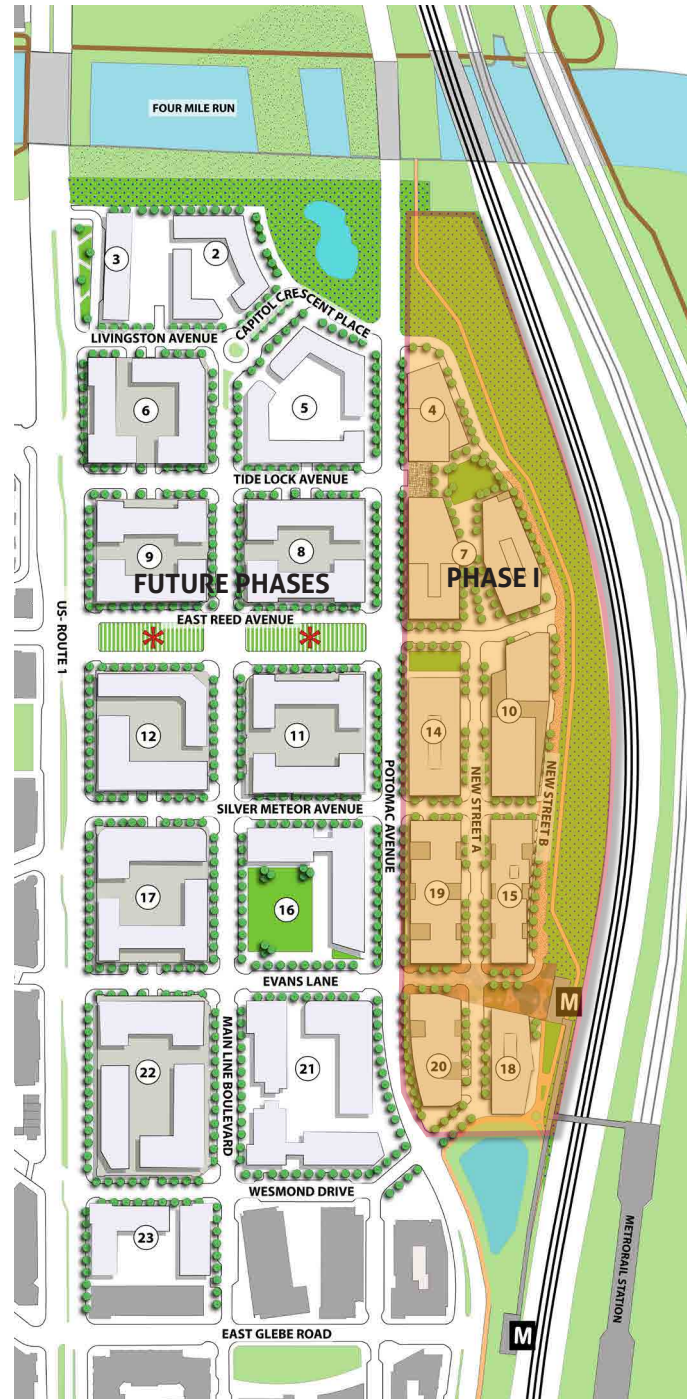 FOUR MILE RUN
3
2
CAPITOL CRESCENT PLACE
LIVINGSTON AVENUE
6
5
4
TIDE LOCK AVENUE
9
8
7
FUTURE PHASES
PHASE I
EAST REED AVENUE
US- ROUTE 1
12
11
14
10
POTOMAC AVENUE
NEW STREET A
NEW STREET B
SILVER METEOR AVENUE
17
16
19
15
EVANS LANE
M
MAIN LINE BOULEVARD
22
21
20
18
WESMOND DRIVE
23
METRORAIL STATION
EAST GLEBE ROAD
M